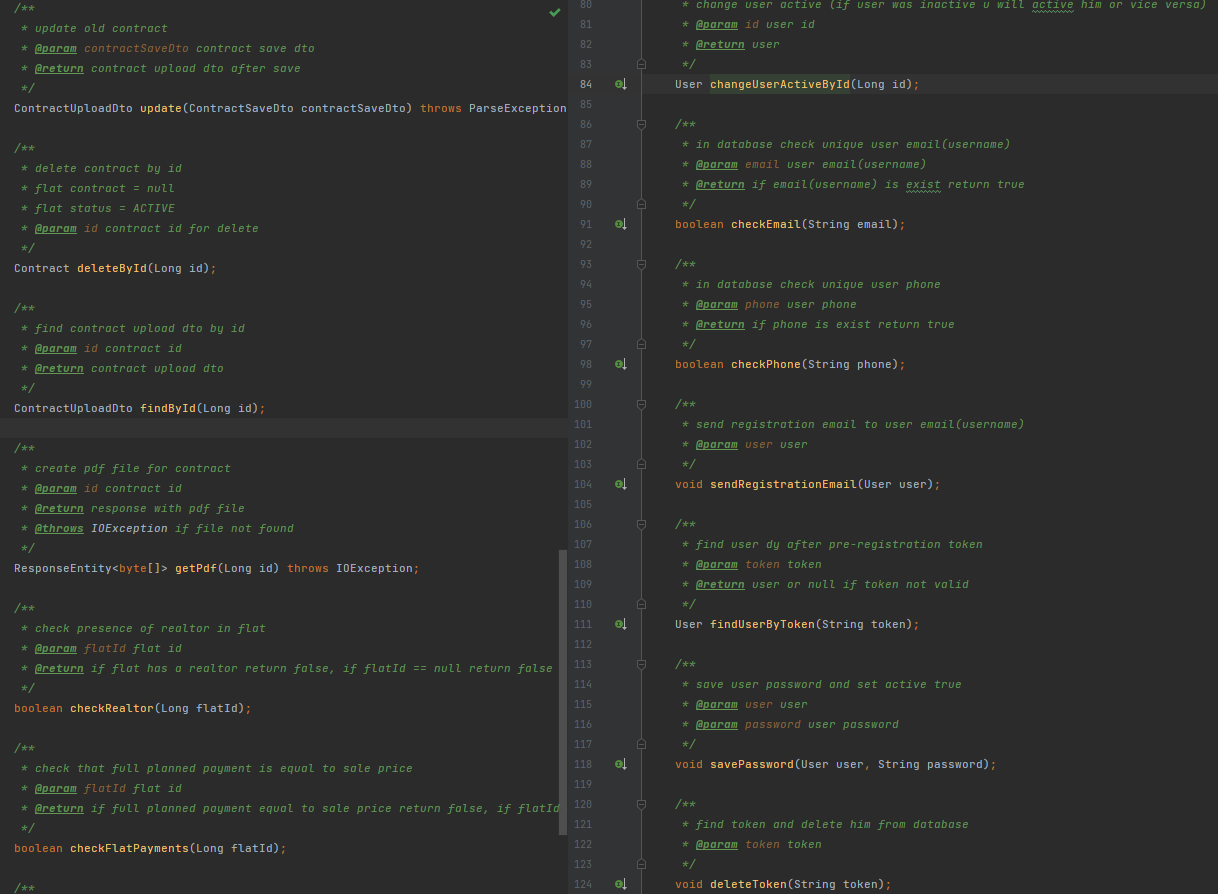 /**
* update old contract
* @param contractSaveDto contract save dto
* @return contract upload dto after save
*/
ContractUploadDto update(ContractSaveDto contractSaveDto) throws ParseException
/**
* delete contract by id
* flat contract = null
* flat status = ACTIVE
* @param id contract id for delete
*/
Contract deleteById(Long id);
/**
* find contract upload dto by id
* @param id contract id
* @return contract upload dto
*/
ContractUploadDto findById(Long id);
/**
* create pdf file for contract
* @param id contract id
* @return response with pdf file
* @throws IOException if file not found
*/
ResponseEntity<byte[]> getPdf(Long id) throws IOException;
/**
* check presence of realtor in flat
* @param flatId flat id
* @return if flat has a realtor return false, if flatId == null return false
*/
boolean checkRealtor(Long flatId);
/**
* check that full planned payment is equal to sale price
* @param flatId flat id
* @return if full planned payment equal to sale price return false, if flatId
*/
boolean checkFlatPayments(Long flatId);
/**
80 * change user active (if user was inactive u will active him or vice versa)
81 * @param id user id
82 * @return user
83 */
84 User changeUserActiveById(Long id);
85
86 /**
87 * in database check unique user email(username)
88 * @param email user email(username)
89 * @return if email(username) is exist return true
90 */
91 boolean checkEmail(String email);
92
93 /**
94 * in database check unique user phone
95 * @param phone user phone
96 * @return if phone is exist return true
97 */
98 boolean checkPhone(String phone);
99
100 /**
101 * send registration email to user email(username)
102 * @param user user
103 */
104 void sendRegistrationEmail(User user);
105
106 /**
107 * find user dy after pre-registration token
108 * @param token token
109 * @return user or null if token not valid
110 */
111 User findUserByToken(String token);
112
113 /**
114 * save user password and set active true
115 * @param user user
116 * @param password user password
117 */
118 void savePassword(User user, String password);
119
120 /**
121 * find token and delete him from database
122 * @param token token
123 */
124 void deleteToken(String token);